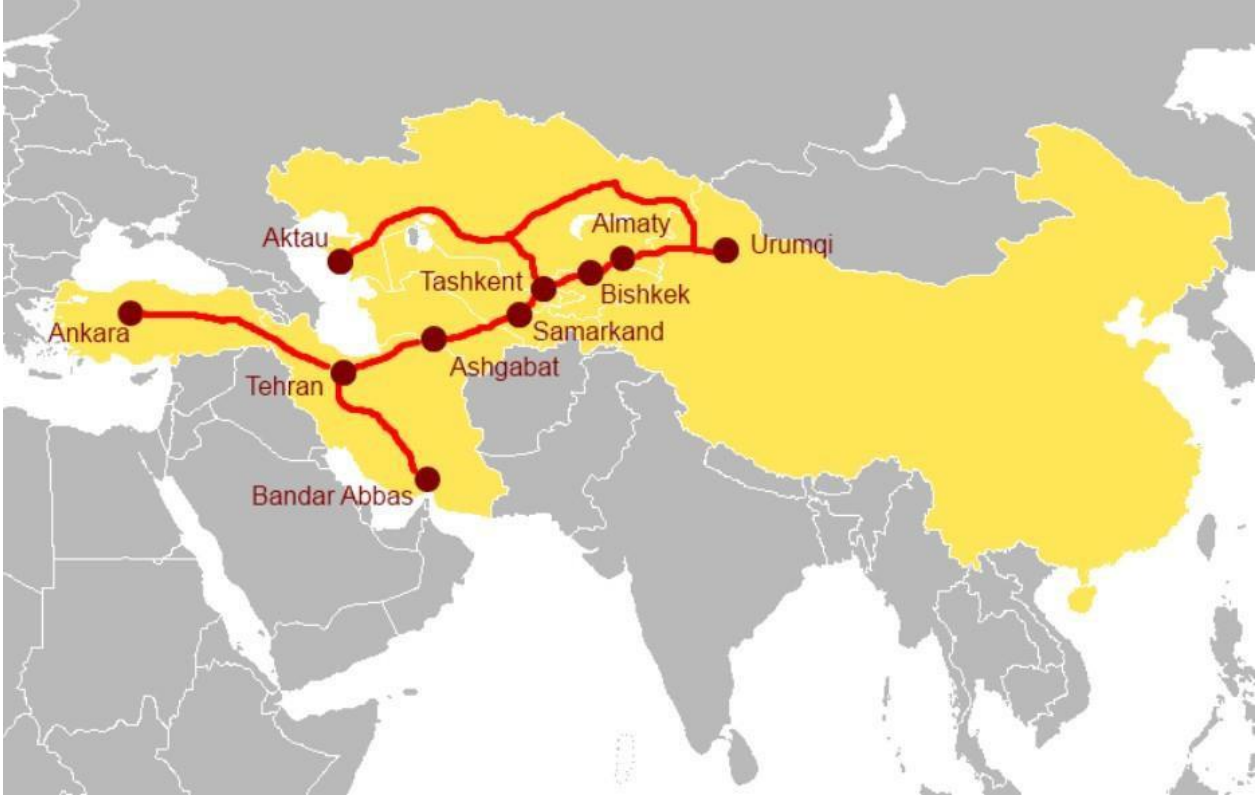 Aktau
Almaty
Urumqi
Tashkent
Bishkek
Ankara
Samarkand
Ashgabat
Tehran
Bandar Abbas